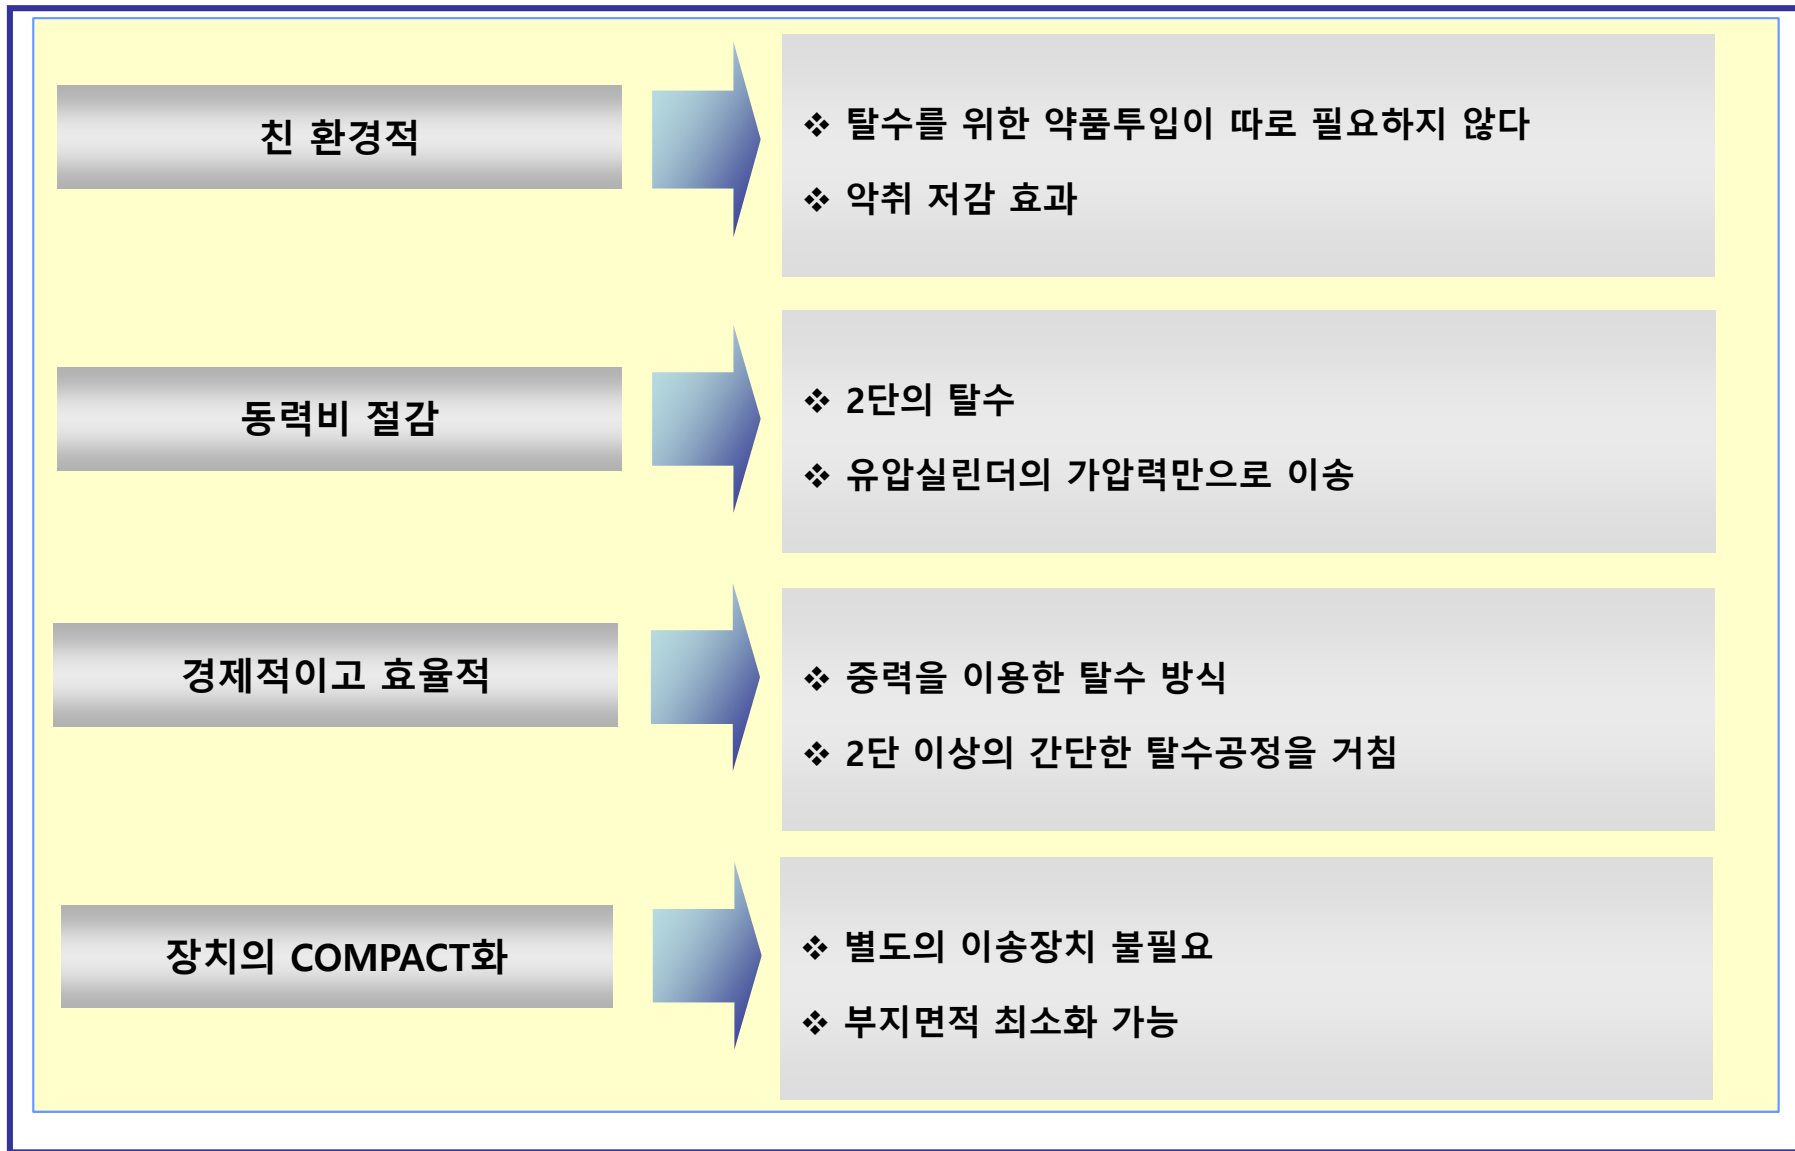 친 환경적
❖ 탈수를 위한 약품투입이 따로 필요하지 않다
❖ 악취 저감 효과
동력비 절감
❖ 2단의 탈수
❖ 유압실린더의 가압력만으로 이송
경제적이고 효율적
❖ 중력을 이용한 탈수 방식
❖ 2단 이상의 간단한 탈수공정을 거침
장치의 COMPACT화
❖ 별도의 이송장치 불필요
❖ 부지면적 최소화 가능